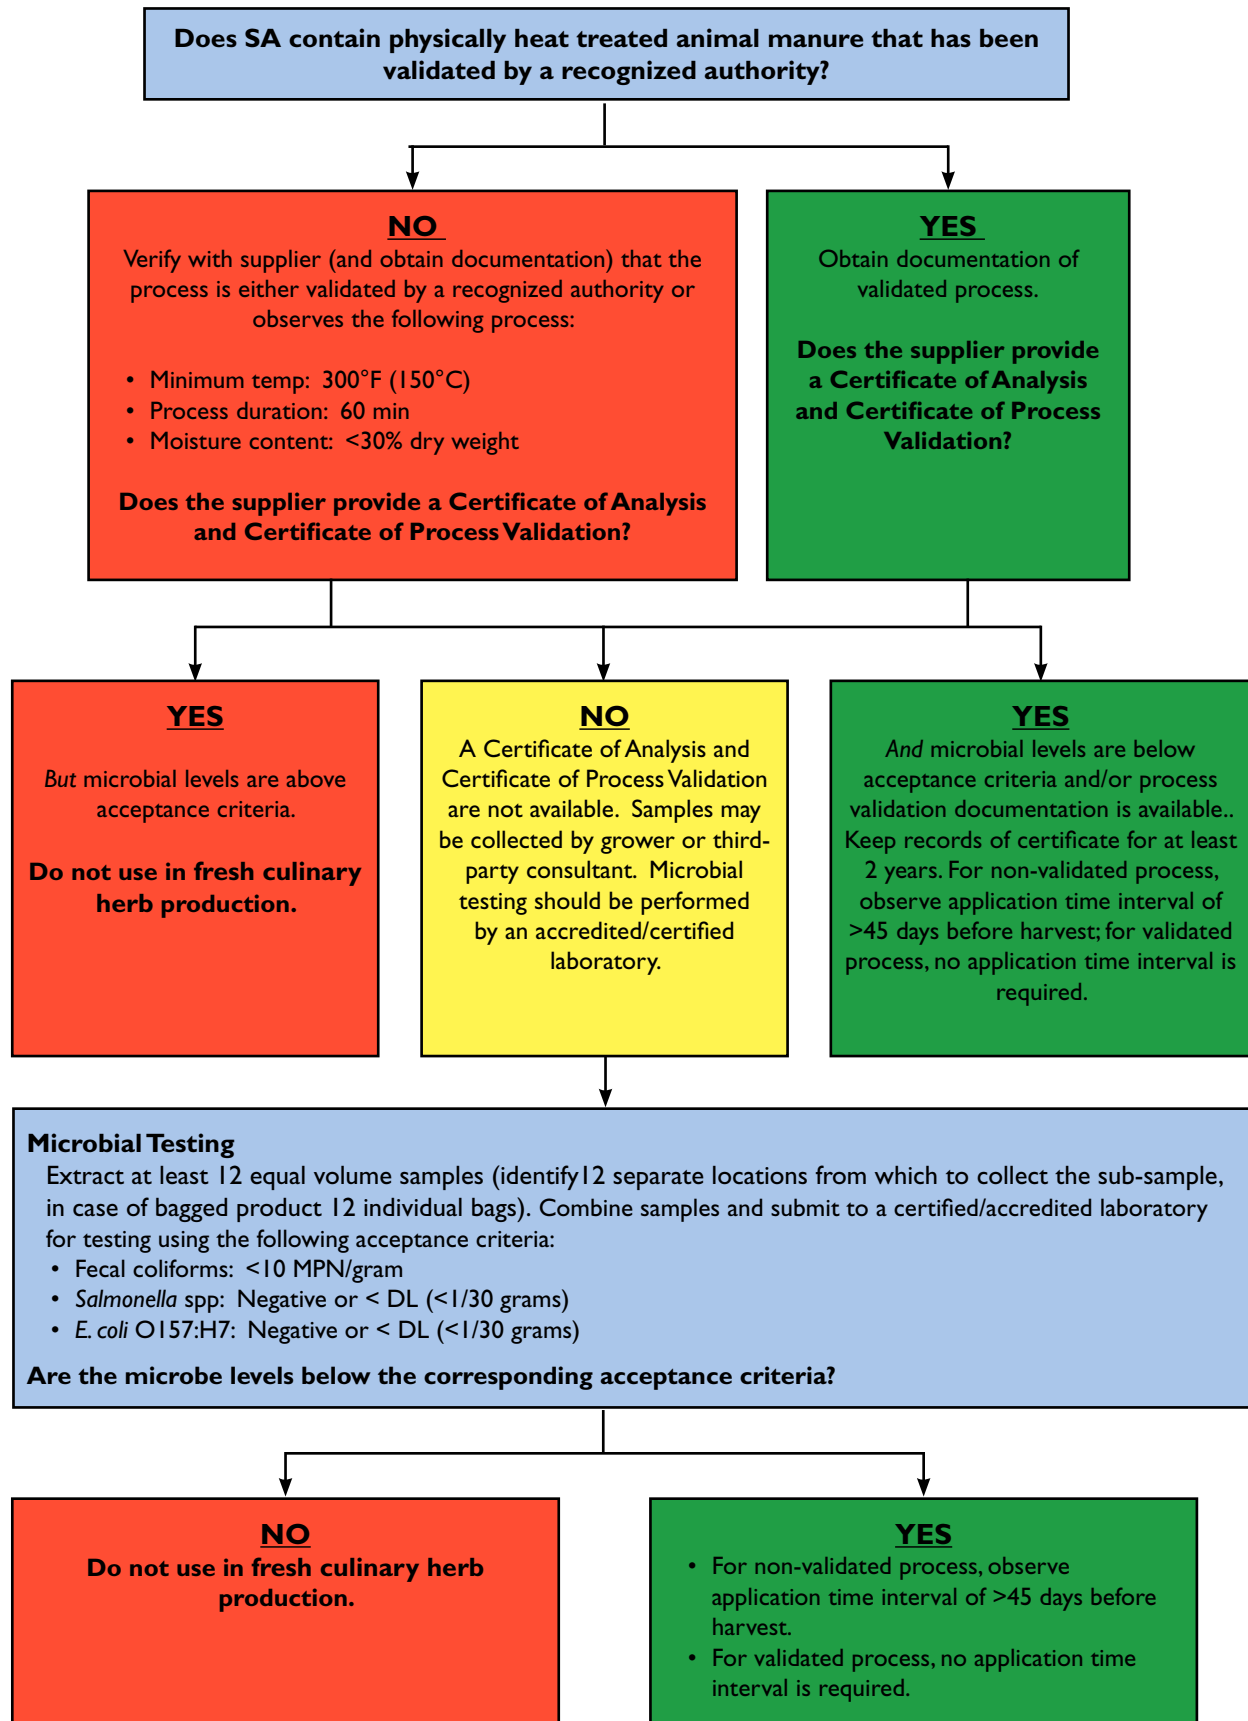 Does SA contain physically heat treated animal manure that has been
validated by a recognized authority?
NO
Verify with supplier (and obtain documentation) that the
process is either validated by a recognized authority or
observes the following process:
• Minimum temp: 300°F (150°C)
• Process duration: 60 min
• Moisture content: <30% dry weight
Does the supplier provide a Certificate of Analysis
and Certificate of Process Validation?
YES
Obtain documentation of
validated process.
Does the supplier provide
a Certificate of Analysis
and Certificate of Process
Validation?
YES
But microbial levels are above
acceptance criteria.
Do not use in fresh culinary
herb production.
NO
A Certificate of Analysis and
Certificate of Process Validation
are not available. Samples may
be collected by grower or third-
party consultant. Microbial
testing should be performed
by an accredited/certified
laboratory.
YES
And microbial levels are below
acceptance criteria and/or process
validation documentation is available..
Keep records of certificate for at least
2 years. For non-validated process,
observe application time interval of
>45 days before harvest; for validated
process, no application time interval is
required.
Microbial Testing
Extract at least 12 equal volume samples (identify12 separate locations from which to collect the sub-sample,
in case of bagged product 12 individual bags). Combine samples and submit to a certified/accredited laboratory
for testing using the following acceptance criteria:
• Fecal coliforms: <10 MPN/gram
• Salmonella spp: Negative or < DL (<1/30 grams)
• E. coli O157:H7: Negative or < DL (<1/30 grams)
Are the microbe levels below the corresponding acceptance criteria?
NO
Do not use in fresh culinary herb
production.
YES
• For non-validated process, observe
application time interval of >45 days before
harvest.
• For validated process, no application time
interval is required.